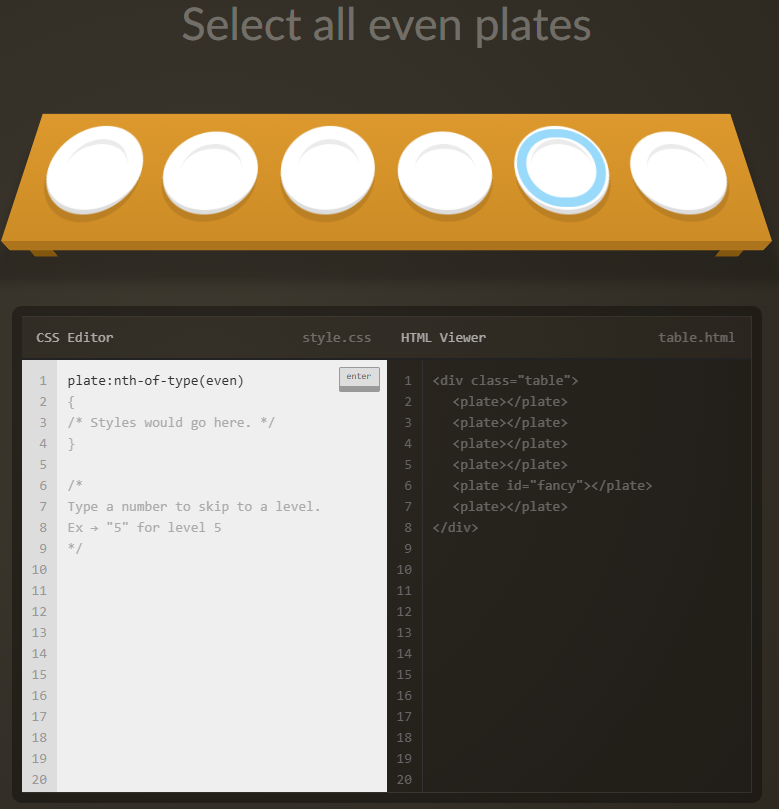 Select all even plates
CSS Editor
style.css
1 plate:nth-of-type(even)
enter
2 {
3 /* Styles would go here. */
4 }
5
6 /*
7 Type a number to skip to a level.
8 Ex → "5" for level 5
9 */
10
11
12
13
14
15
16
17
18
19
20
HTML Viewer
table.html
1 <div class="table">
2 <plate></plate>
3 <plate></plate>
4 <plate></plate>
5 <plate></plate>
6 <plate id="fancy"></plate>
7 <plate></plate>
8 </div>
9
10
11
12
13
14
15
16
17
18
19
20